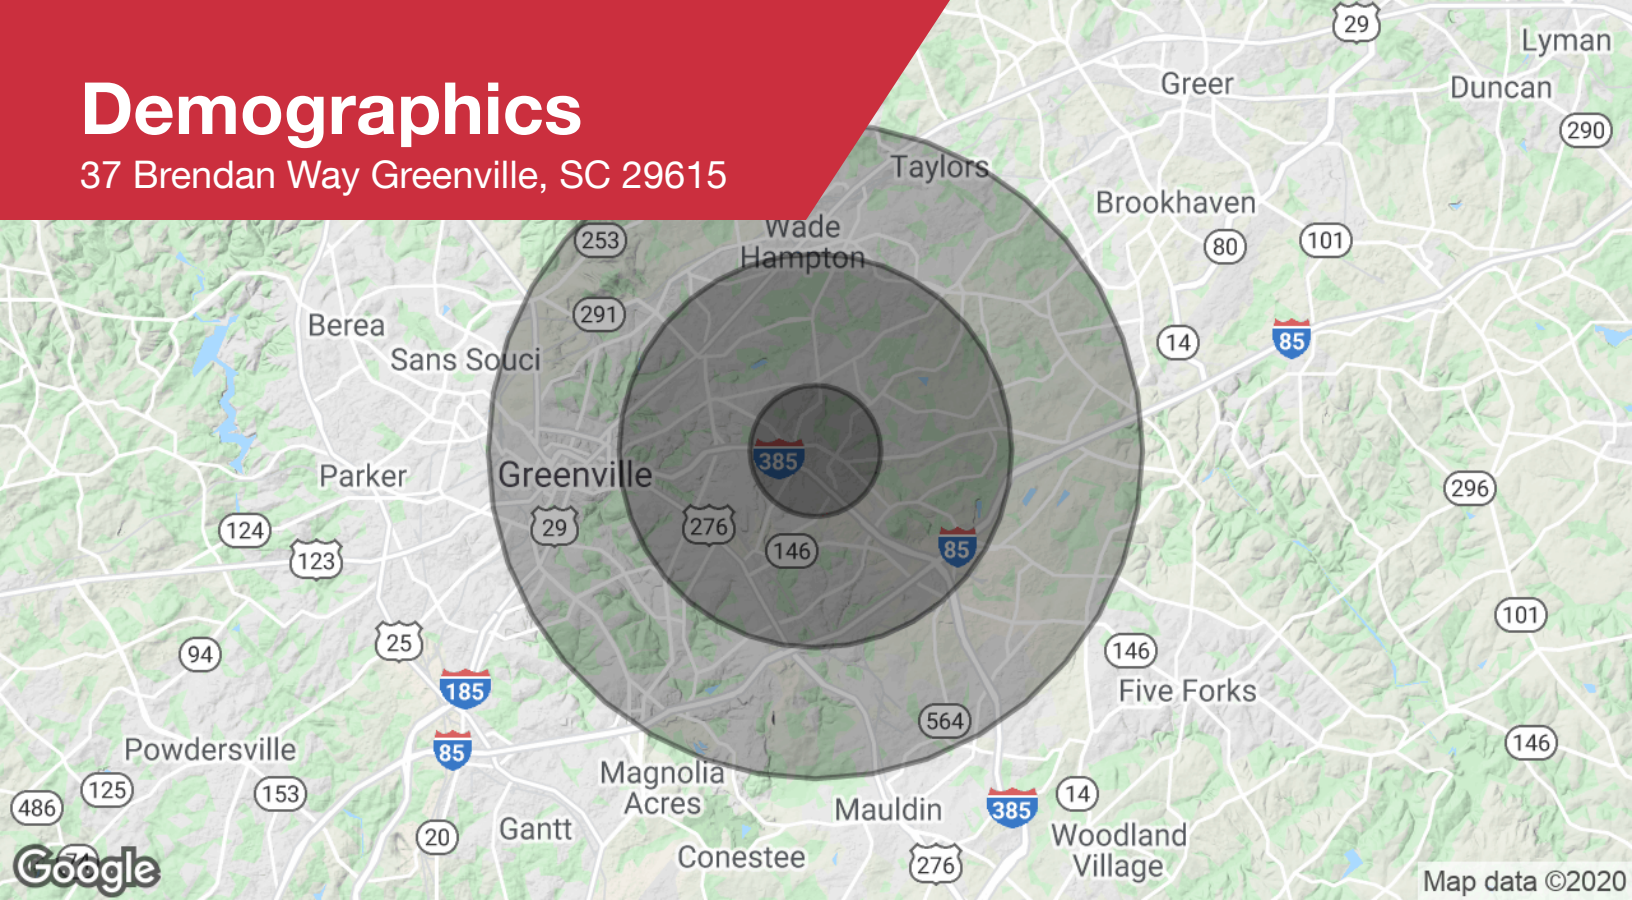 Demographics
37 Brendan Way Greenville, SC 29615
29
Lyman
Greer
Duncan
290
Taylors
Brookhaven
Wade
Hampton
253
80
101
291
Berea
14
85
Sans Souci
385
Greenville
Parker
296
124
29
276
123
146
85
101
25
94
146
185
Five Forks
564
Powdersville
85
146
Magnolia
Acres
125
153
486
Mauldin
385
14
20
Gantt
Woodland
Village
Conestee
276
74
Google
Map data ©2020